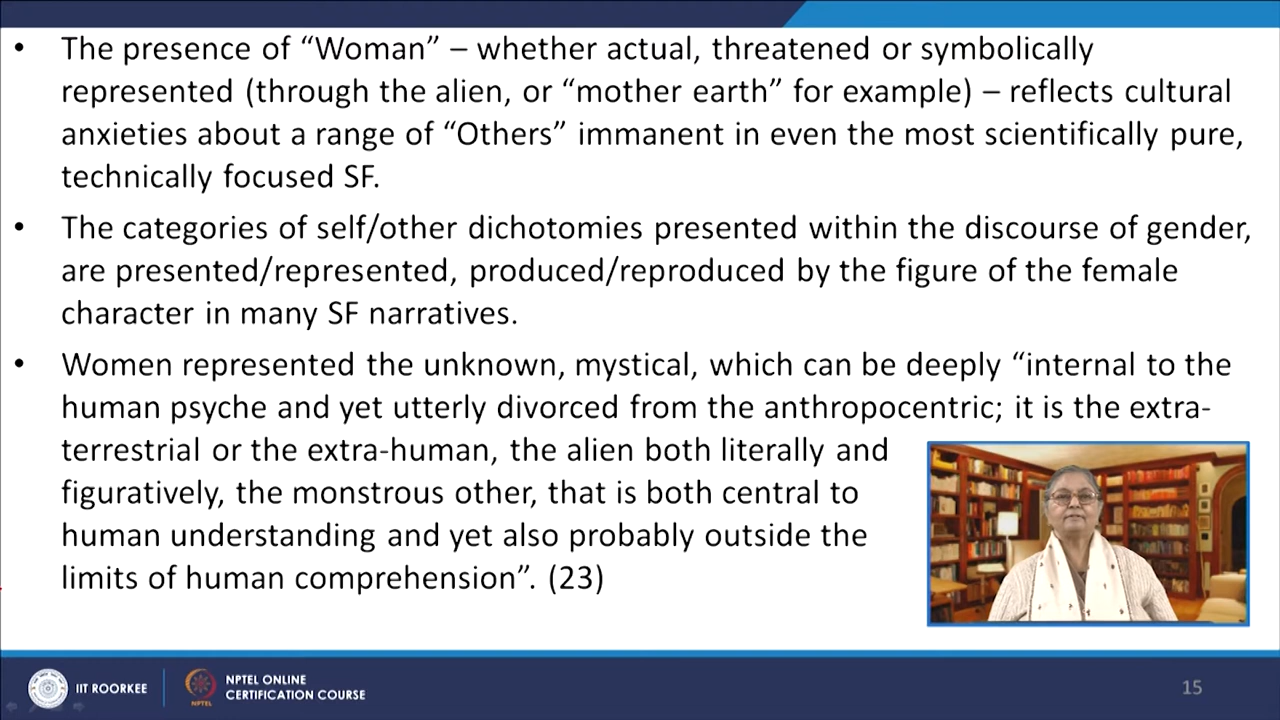 • The presence of “Woman” – whether actual, threatened or symbolically
represented (through the alien, or “mother earth” for example) – reflects cultural
anxieties about a range of “Others” immanent in even the most scientifically pure,
technically focused SF.
• The categories of self/other dichotomies presented within the discourse of gender,
are presented/represented, produced/reproduced by the figure of the female
character in many SF narratives.
• Women represented the unknown, mystical, which can be deeply “internal to the
human psyche and yet utterly divorced from the anthropocentric; it is the extra-
terrestrial or the extra-human, the alien both literally and
figuratively, the monstrous other, that is both central to
human understanding and yet also probably outside the
limits of human comprehension”. (23)
IIT ROORKEE
NPTEL
NPTEL ONLINE
CERTIFICATION COURSE
15